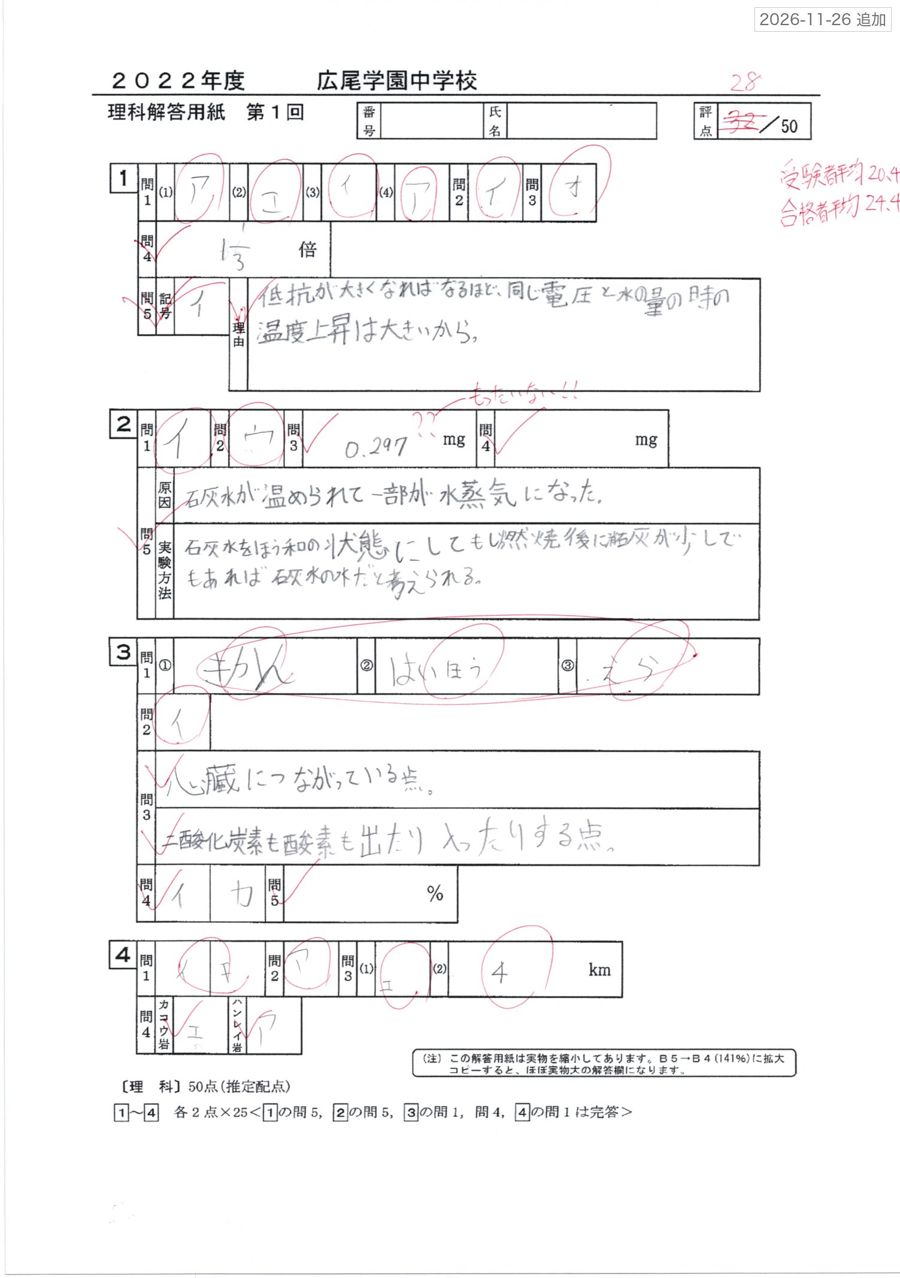 2026-11-26 追加
2022年度 広尾学園中学校
28
理科解答用紙 第1回 番号 氏名 評点 32/50
受験者平均 20.4
合格者平均 24.4
1 問1 (1) ア (2) エ (3) イ (4) ア 問2 イ 問3 オ
問4 1 1/3 倍
問5 記号 イ 理由 抵抗が大きくなればなるほど、同じ電圧と水の量の時の
温度上昇は大きいから。
もったいない!!
2 問1 イ 問2 ウ 問3 0.297 ?? mg 問4 mg
問5 原因 石灰水が温められて一部が水蒸気になった。
実験方法 石灰水をほう和の状態にしてもし燃焼後に石灰が少しで
もあれば石灰水の水だと考えられる。
3 問1 ① きかん ② はいほう ③ えら
問2 イ
問3 心臓につながっている点。
二酸化炭素も酸素も出たり入ったりする点。
問4 イ カ 問5 %
4 問1 イ キ 問2 ア 問3 (1) エ (2) 4 km
問4 カコウ岩 エ ハンレイ岩 ア
(注) この解答用紙は実物を縮小してあります。B5→B4(141%)に拡大
コピーすると、ほぼ実物大の解答欄になります。
〔理 科〕50点(推定配点)
1~4 各2点×25<1の問5, 2の問5, 3の問1, 問4, 4の問1は完答>